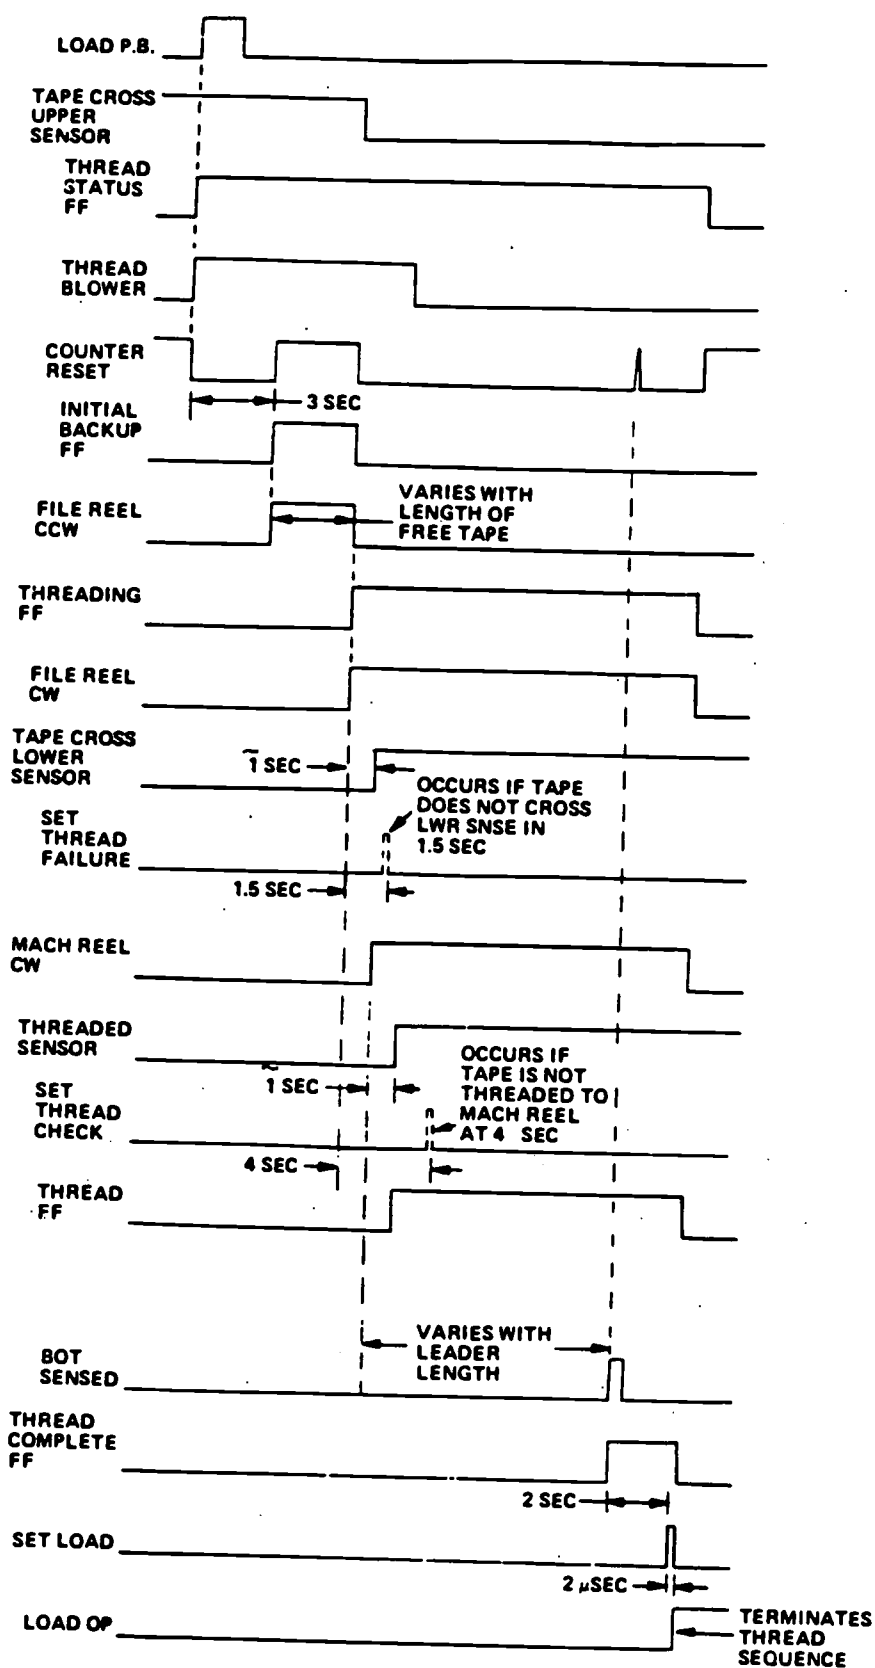 LOAD P.B.
TAPE CROSS
UPPER
SENSOR
THREAD
STATUS
FF
THREAD
BLOWER
COUNTER
RESET
3 SEC
INITIAL
BACKUP
FF
FILE REEL
CCW
VARIES WITH
LENGTH OF
FREE TAPE
THREADING
FF
FILE REEL
CW
TAPE CROSS
LOWER
SENSOR
~1 SEC
OCCURS IF TAPE
DOES NOT CROSS
LWR SNSE IN
1.5 SEC
SET
THREAD
FAILURE
1.5 SEC
MACH REEL
CW
THREADED
SENSOR
~1 SEC
OCCURS IF
TAPE IS NOT
THREADED TO
MACH REEL
AT 4 SEC
SET
THREAD
CHECK
4 SEC
THREAD
FF
VARIES WITH
LEADER
LENGTH
BOT
SENSED
THREAD
COMPLETE
FF
2 SEC
SET LOAD
2 μSEC
LOAD OP
TERMINATES
THREAD
SEQUENCE